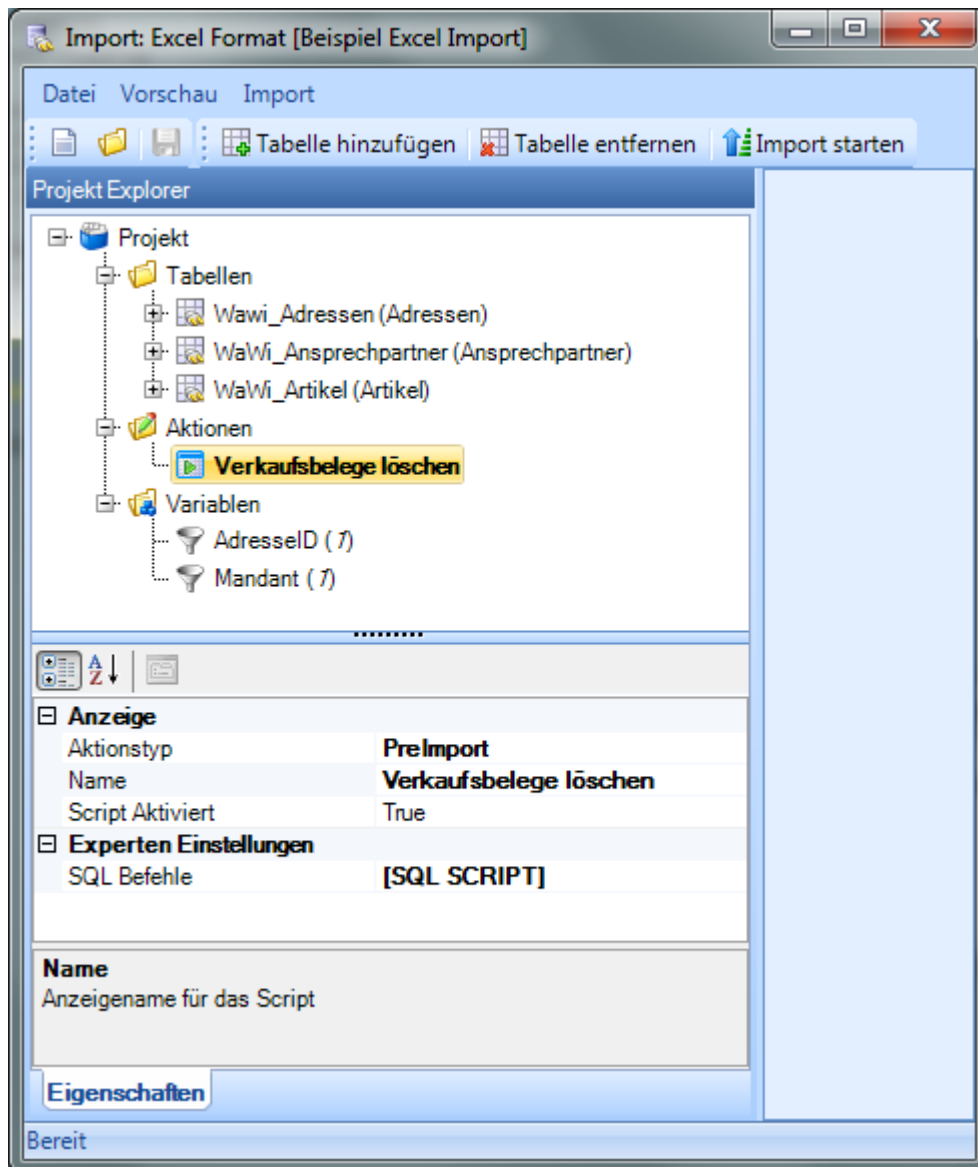 Import: Excel Format [Beispiel Excel Import]
Datei Vorschau Import
Tabelle hinzufügen Tabelle entfernen Import starten
Projekt Explorer
Projekt
Tabellen
Wawi_Adressen (Adressen)
WaWi_Ansprechpartner (Ansprechpartner)
WaWi_Artikel (Artikel)
Aktionen
Verkaufsbelege löschen
Variablen
AdresseID (1)
Mandant (1)
Anzeige
Aktionstyp PreImport
Name Verkaufsbelege löschen
Script Aktiviert True
Experten Einstellungen
SQL Befehle [SQL SCRIPT]
Name
Anzeigename für das Script
Eigenschaften
Bereit